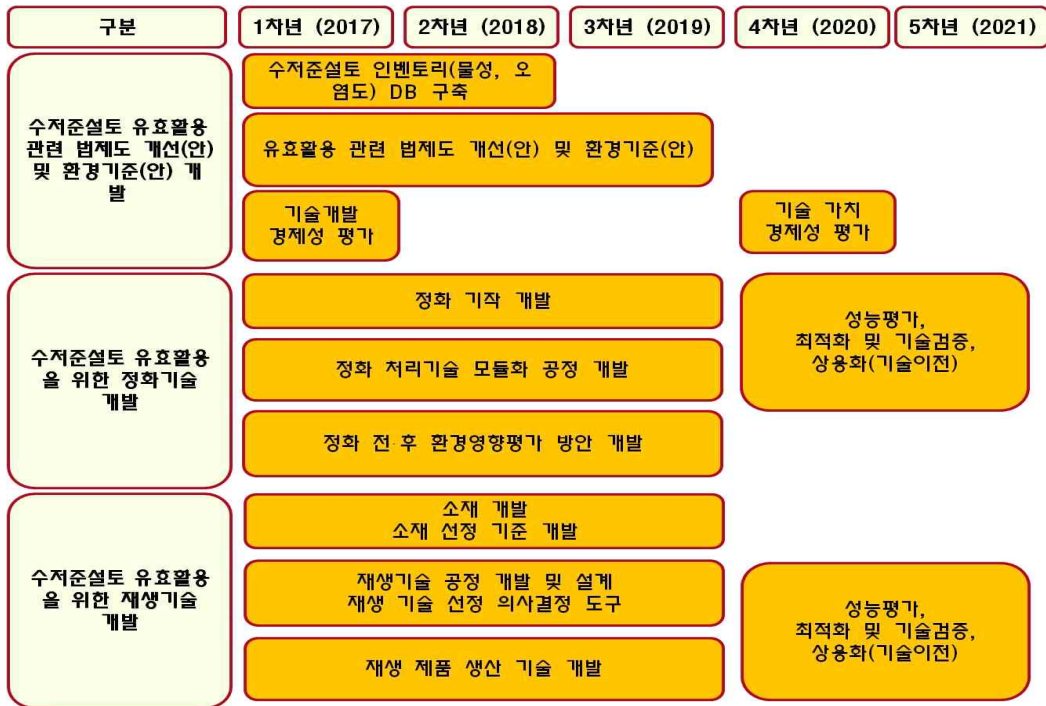 구분
1차년 (2017)
2차년 (2018)
3차년 (2019)
4차년 (2020)
5차년 (2021)
수저준설토 유효활용
관련 법제도 개선(안)
및 환경기준(안) 개
발
수저준설토 인벤토리(물성, 오
염도) DB 구축
유효활용 관련 법제도 개선(안) 및 환경기준(안)
기술개발
경제성 평가
기술 가치
경제성 평가
수저준설토 유효활용
을 위한 정화기술
개발
정화 기작 개발
정화 처리기술 모듈화 공정 개발
정화 전·후 환경영향평가 방안 개발
성능평가,
최적화 및 기술검증,
상용화(기술이전)
수저준설토 유효활용
을 위한 재생기술
개발
소재 개발
소재 선정 기준 개발
재생기술 공정 개발 및 설계
재생 기술 선정 의사결정 도구
재생 제품 생산 기술 개발
성능평가,
최적화 및 기술검증,
상용화(기술이전)